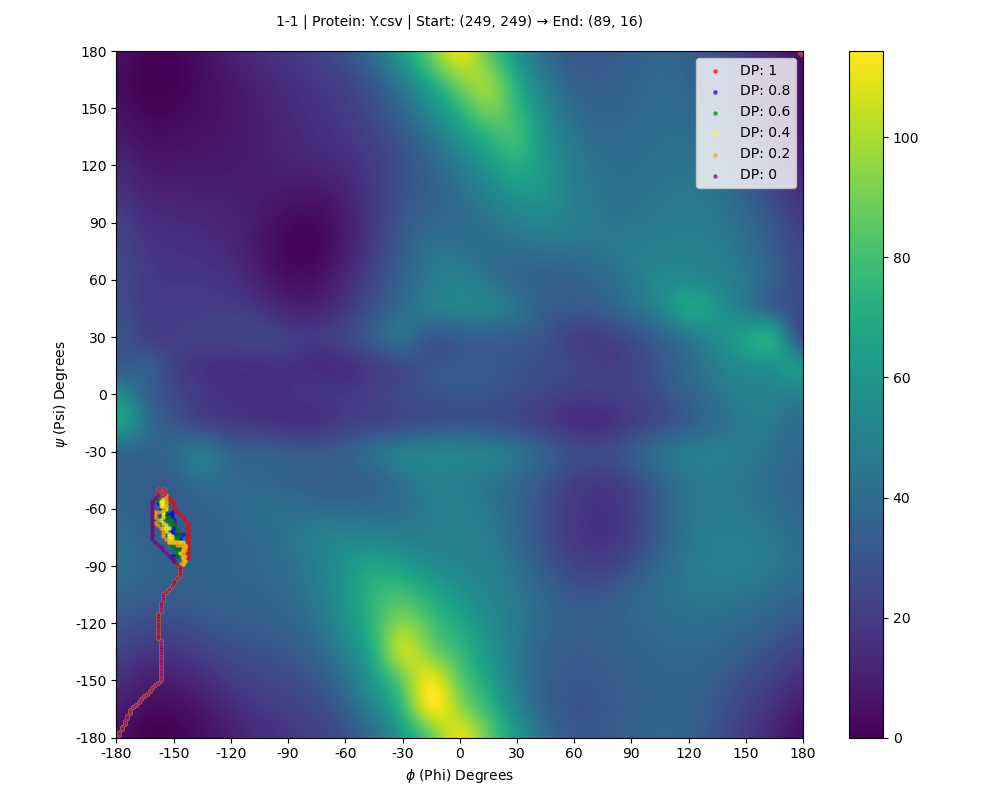 1-1 | Protein: Y.csv | Start: (249, 249) → End: (89, 16)
DP: 1
DP: 0.8
DP: 0.6
DP: 0.4
DP: 0.2
DP: 0
180
150
120
90
60
30
0
-30
-60
-90
-120
-150
-180
ψ (Psi) Degrees
-180 -150 -120 -90 -60 -30 0 30 60 90 120 150 180
ϕ (Phi) Degrees
100
80
60
40
20
0